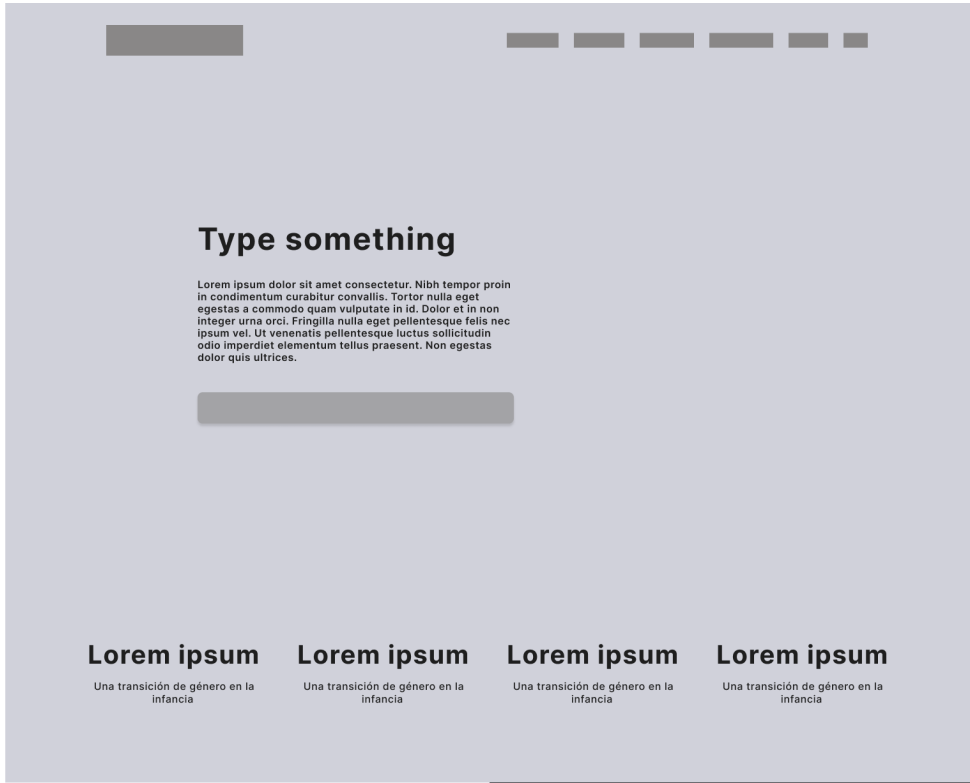 Type something
Lorem ipsum dolor sit amet consectetur. Nibh tempor proin
in condimentum curabitur convallis. Tortor nulla eget
egestas a commodo quam vulputate in id. Dolor et in non
integer urna orci. Fringilla nulla eget pellentesque felis nec
ipsum vel. Ut venenatis pellentesque luctus sollicitudin
odio imperdiet elementum tellus praesent. Non egestas
dolor quis ultrices.
Lorem ipsum
Una transición de género en la
infancia
Lorem ipsum
Una transición de género en la
infancia
Lorem ipsum
Una transición de género en la
infancia
Lorem ipsum
Una transición de género en la
infancia